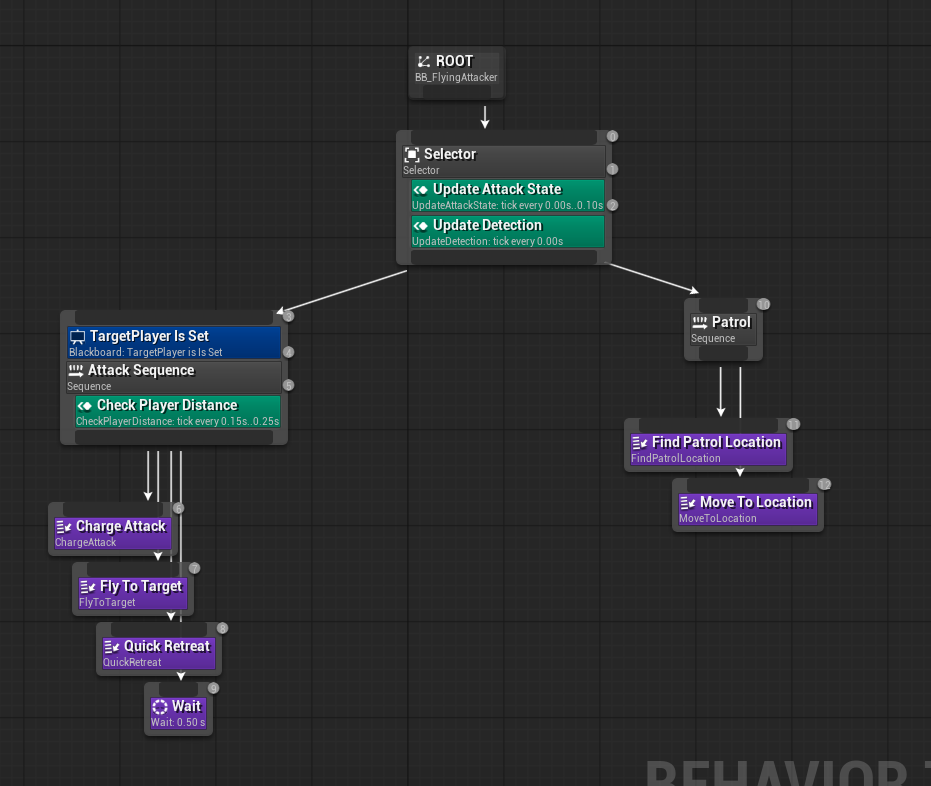 ROOT
BB_FlyingAttacker
0
Selector
Selector
1
Update Attack State
UpdateAttackState: tick every 0.00s..0.10s
2
Update Detection
UpdateDetection: tick every 0.00s
3
TargetPlayer Is Set
Blackboard: TargetPlayer is Is Set
4
Attack Sequence
Sequence
5
Check Player Distance
CheckPlayerDistance: tick every 0.15s..0.25s
6
Charge Attack
ChargeAttack
7
Fly To Target
FlyToTarget
8
Quick Retreat
QuickRetreat
9
Wait
Wait: 0.50 s
10
Patrol
Sequence
11
Find Patrol Location
FindPatrolLocation
12
Move To Location
MoveToLocation
BEHAVIOR